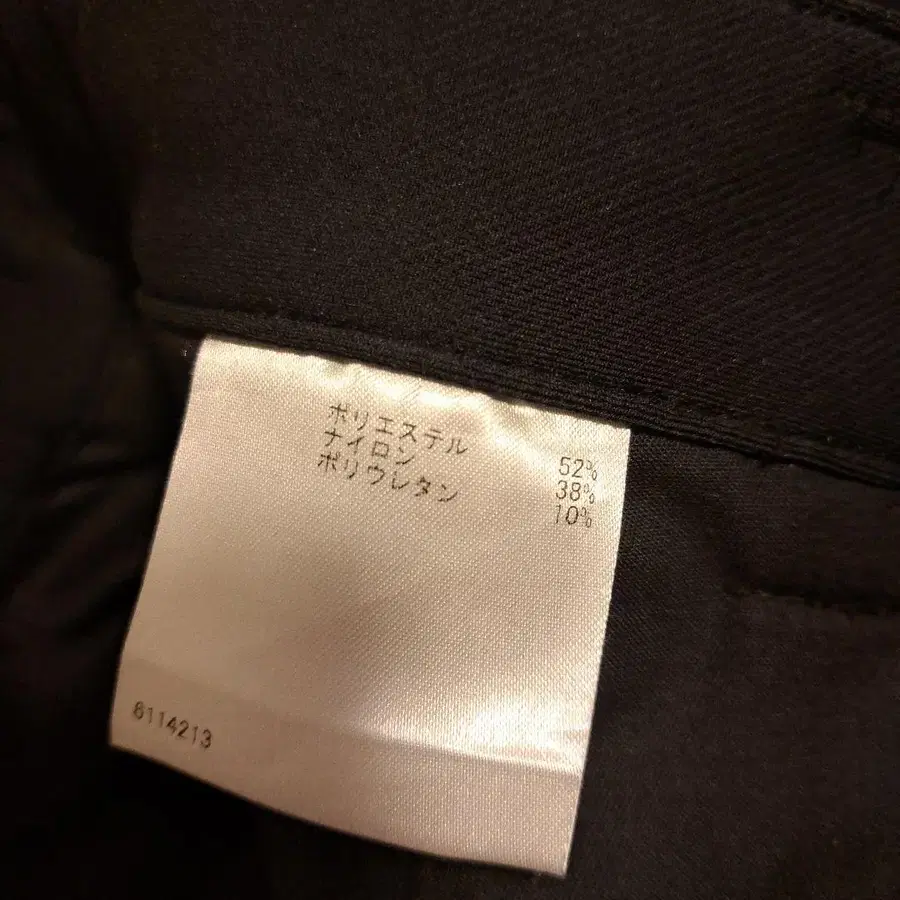 ポリエステル 52%
ナイロン 38%
ポリウレタン 10%
8114213